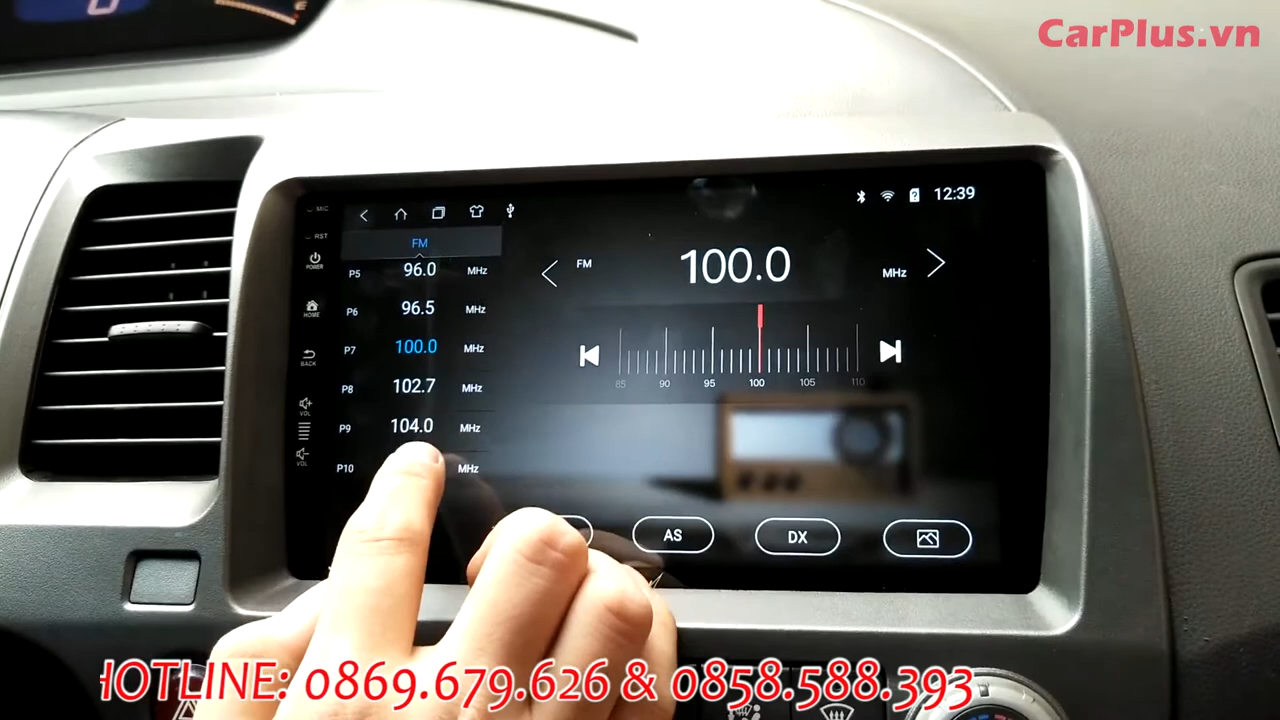 CarPlus.vn
MIC
12:39
RST
FM
POWER
P5 96.0 MHz
FM 100.0 MHz
P6 96.5 MHz
HOME
P7 100.0 MHz
BACK
85 90 95 100 105 110
P8 102.7 MHz
VOL
P9 104.0 MHz
VOL
P10 MHz
AS DX
HOTLINE: 0869.679.626 & 0858.588.393